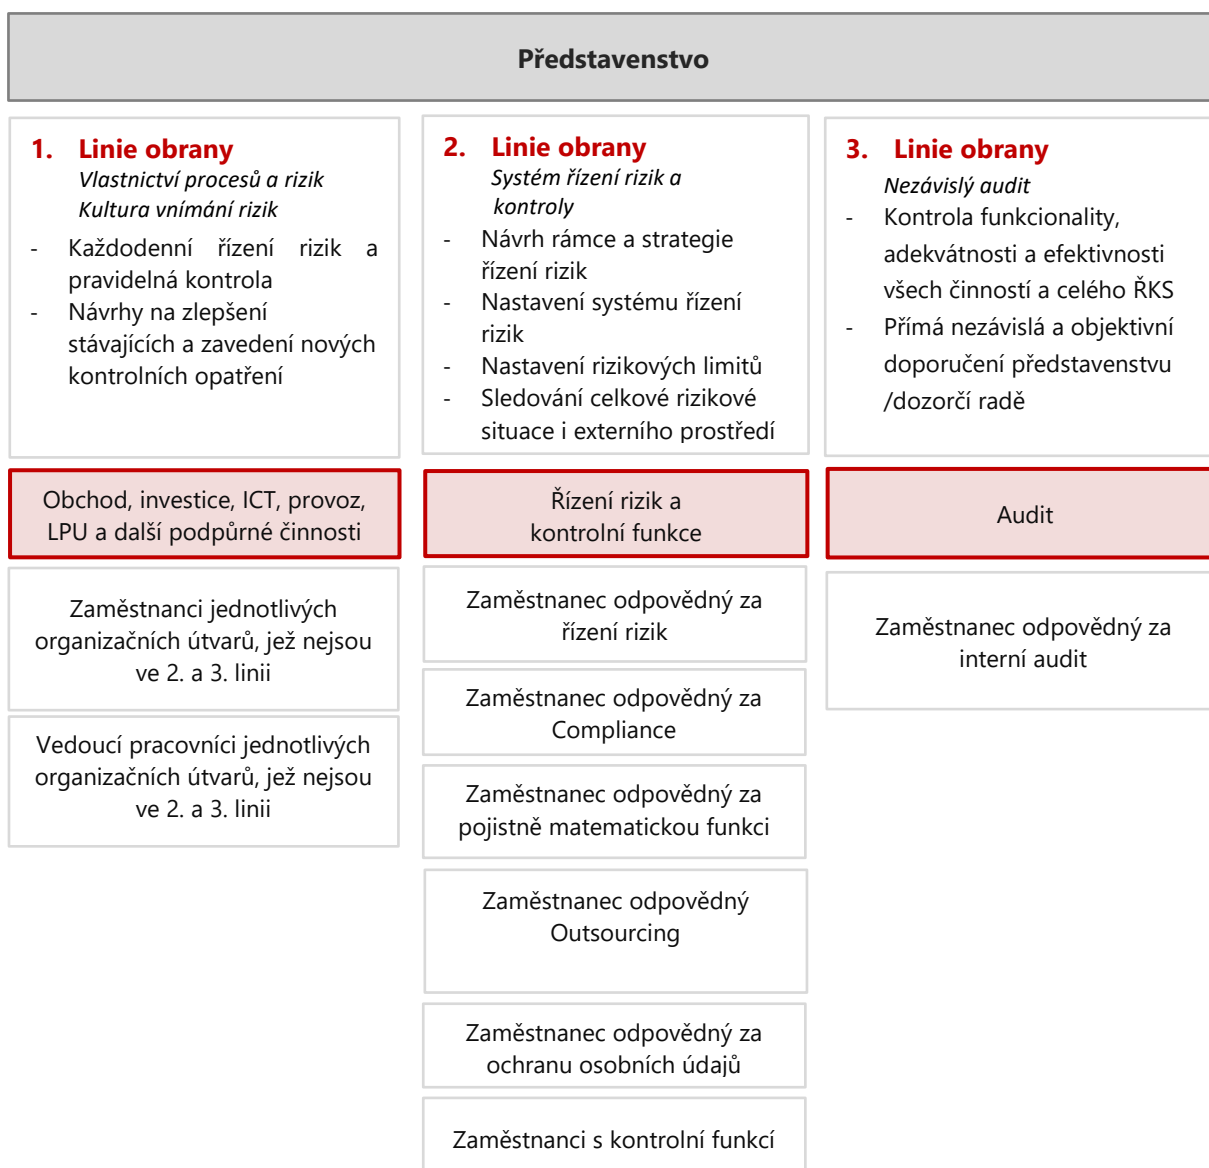 Představenstvo
1. Linie obrany
Vlastnictví procesů a rizik
Kultura vnímání rizik
- Každodenní řízení rizik a
pravidelná kontrola
- Návrhy na zlepšení
stávajících a zavedení nových
kontrolních opatření
2. Linie obrany
Systém řízení rizik a
kontroly
- Návrh rámce a strategie
řízení rizik
- Nastavení systému řízení
rizik
- Nastavení rizikových limitů
- Sledování celkové rizikové
situace i externího prostředí
3. Linie obrany
Nezávislý audit
- Kontrola funkcionality,
adekvátnosti a efektivnosti
všech činností a celého ŘKS
- Přímá nezávislá a objektivní
doporučení představenstvu
/dozorčí radě
Obchod, investice, ICT, provoz,
LPU a další podpůrné činnosti
Řízení rizik a
kontrolní funkce
Audit
Zaměstnanci jednotlivých
organizačních útvarů, jež nejsou
ve 2. a 3. linii
Vedoucí pracovníci jednotlivých
organizačních útvarů, jež nejsou
ve 2. a 3. linii
Zaměstnanec odpovědný za
řízení rizik
Zaměstnanec odpovědný za
Compliance
Zaměstnanec odpovědný za
pojistně matematickou funkci
Zaměstnanec odpovědný
Outsourcing
Zaměstnanec odpovědný za
ochranu osobních údajů
Zaměstnanci s kontrolní funkcí
Zaměstnanec odpovědný za
interní audit